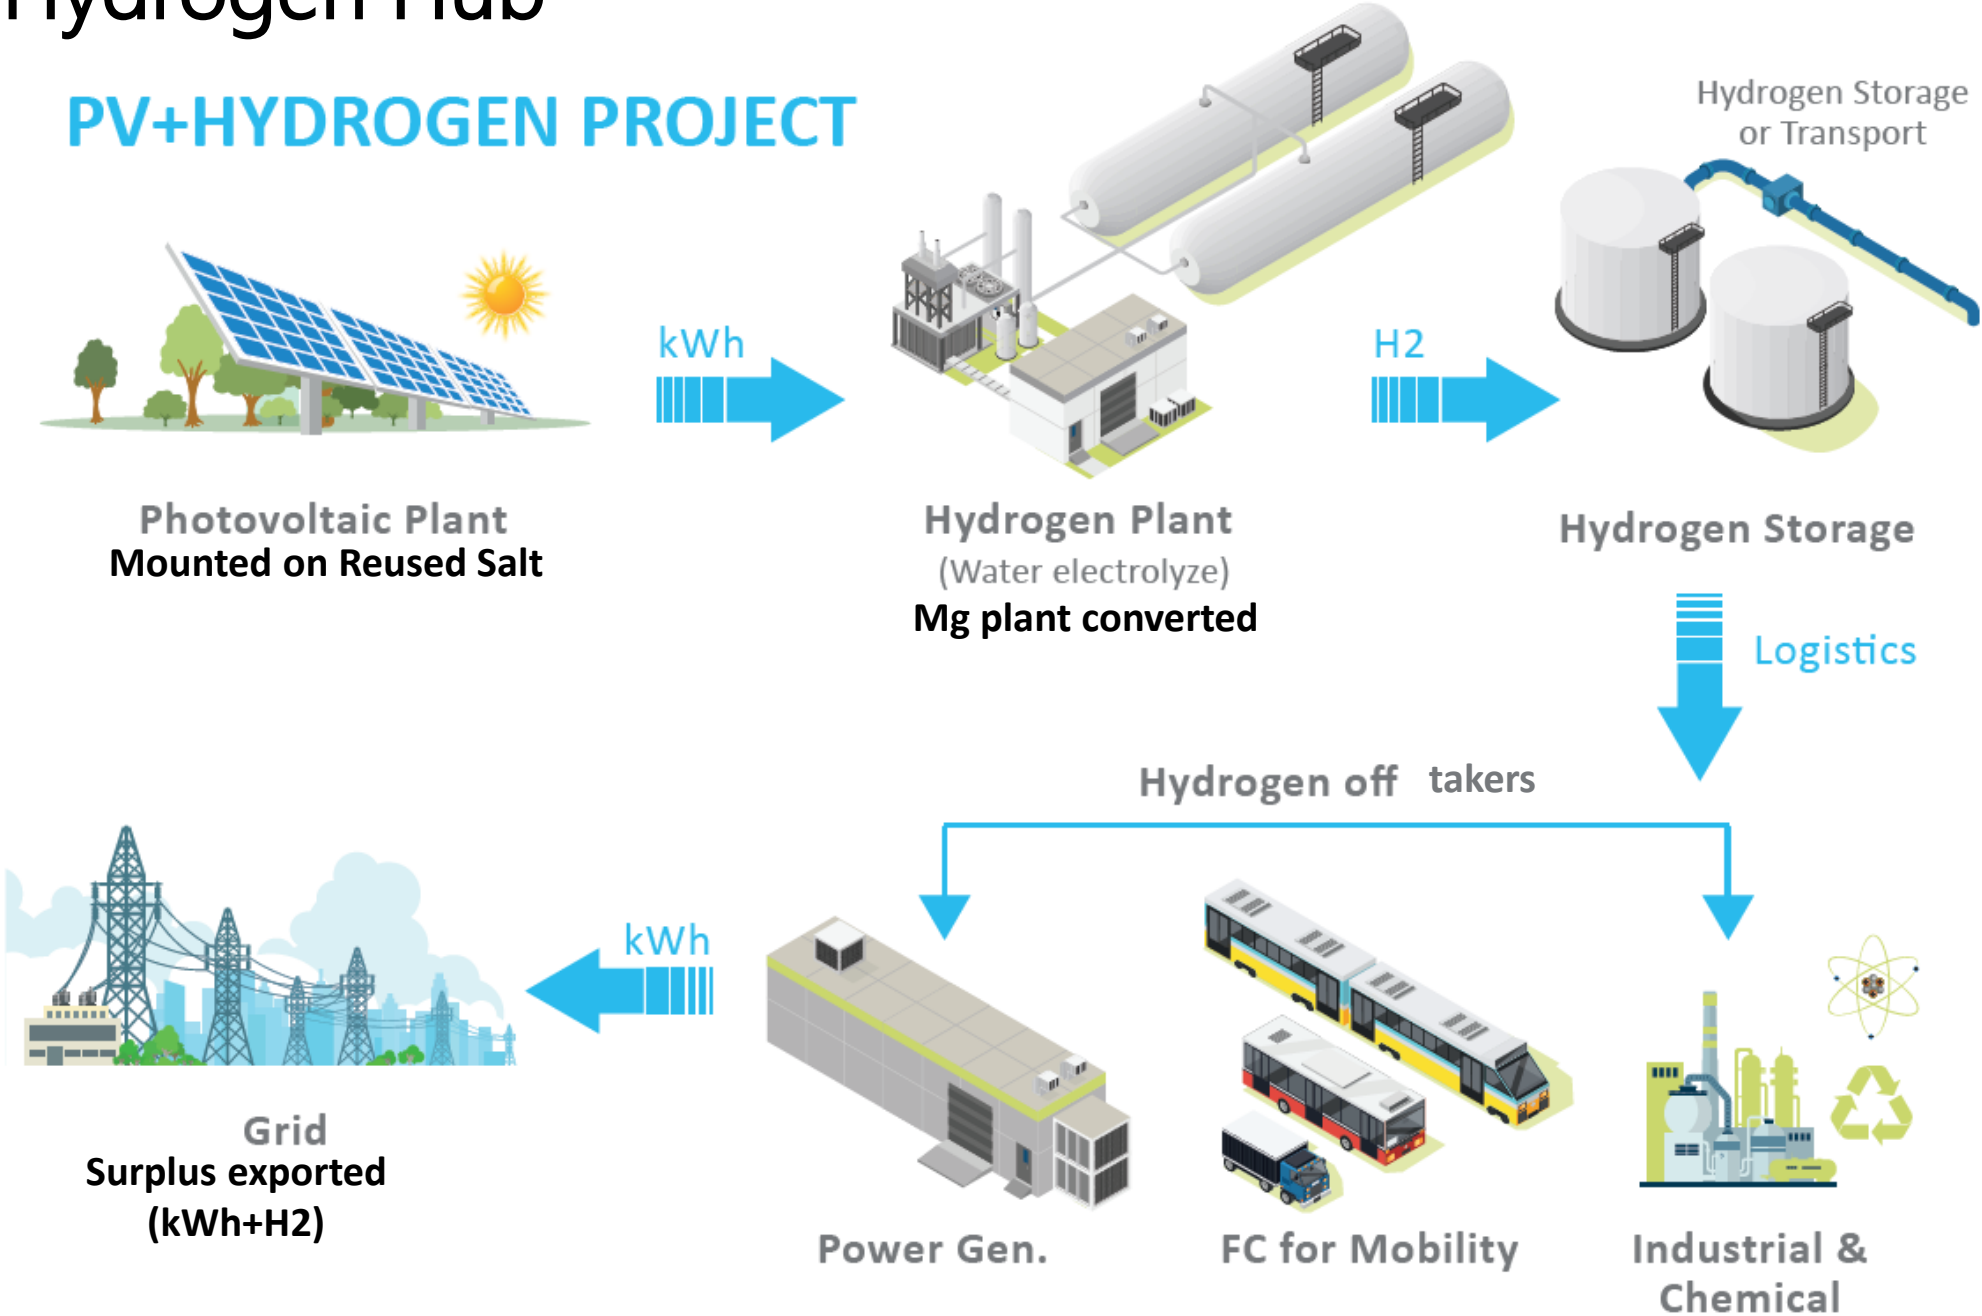 Hydrogen Hub
PV+HYDROGEN PROJECT
Hydrogen Storage
or Transport
kWh
H2
Photovoltaic Plant
Mounted on Reused Salt
Hydrogen Plant
(Water electrolyze)
Mg plant converted
Hydrogen Storage
Logistics
Hydrogen off takers
kWh
Grid
Surplus exported
(kWh+H2)
Power Gen.
FC for Mobility
Industrial &
Chemical